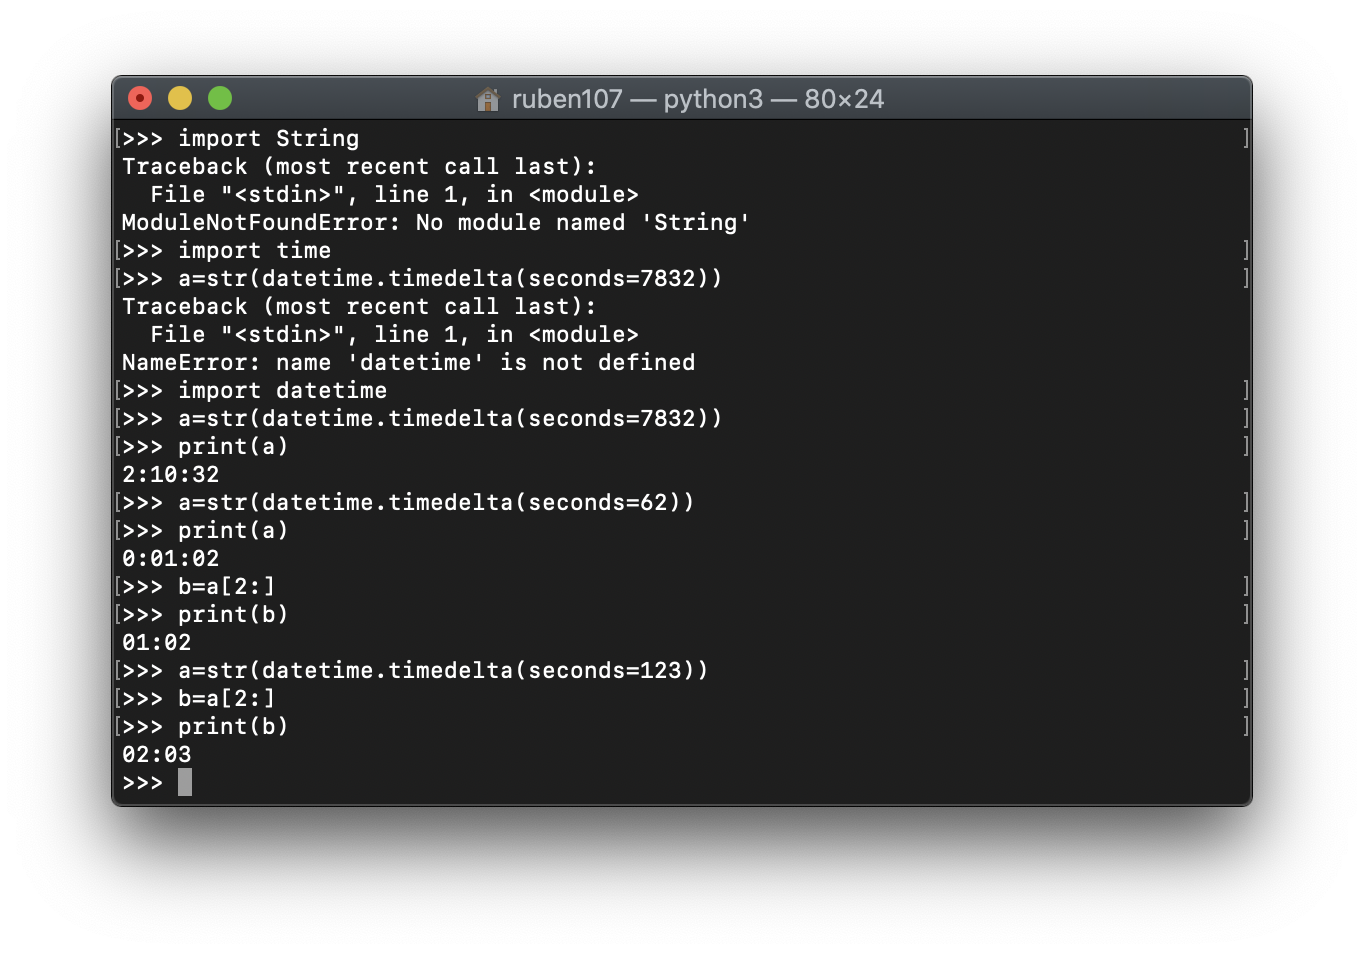 ruben107 — python3 — 80×24
[>>> import String ]
Traceback (most recent call last):
  File "<stdin>", line 1, in <module>
ModuleNotFoundError: No module named 'String'
[>>> import time ]
[>>> a=str(datetime.timedelta(seconds=7832)) ]
Traceback (most recent call last):
  File "<stdin>", line 1, in <module>
NameError: name 'datetime' is not defined
[>>> import datetime ]
[>>> a=str(datetime.timedelta(seconds=7832)) ]
[>>> print(a) ]
2:10:32
[>>> a=str(datetime.timedelta(seconds=62)) ]
[>>> print(a) ]
0:01:02
[>>> b=a[2:] ]
[>>> print(b) ]
01:02
[>>> a=str(datetime.timedelta(seconds=123)) ]
[>>> b=a[2:] ]
[>>> print(b) ]
02:03
>>>